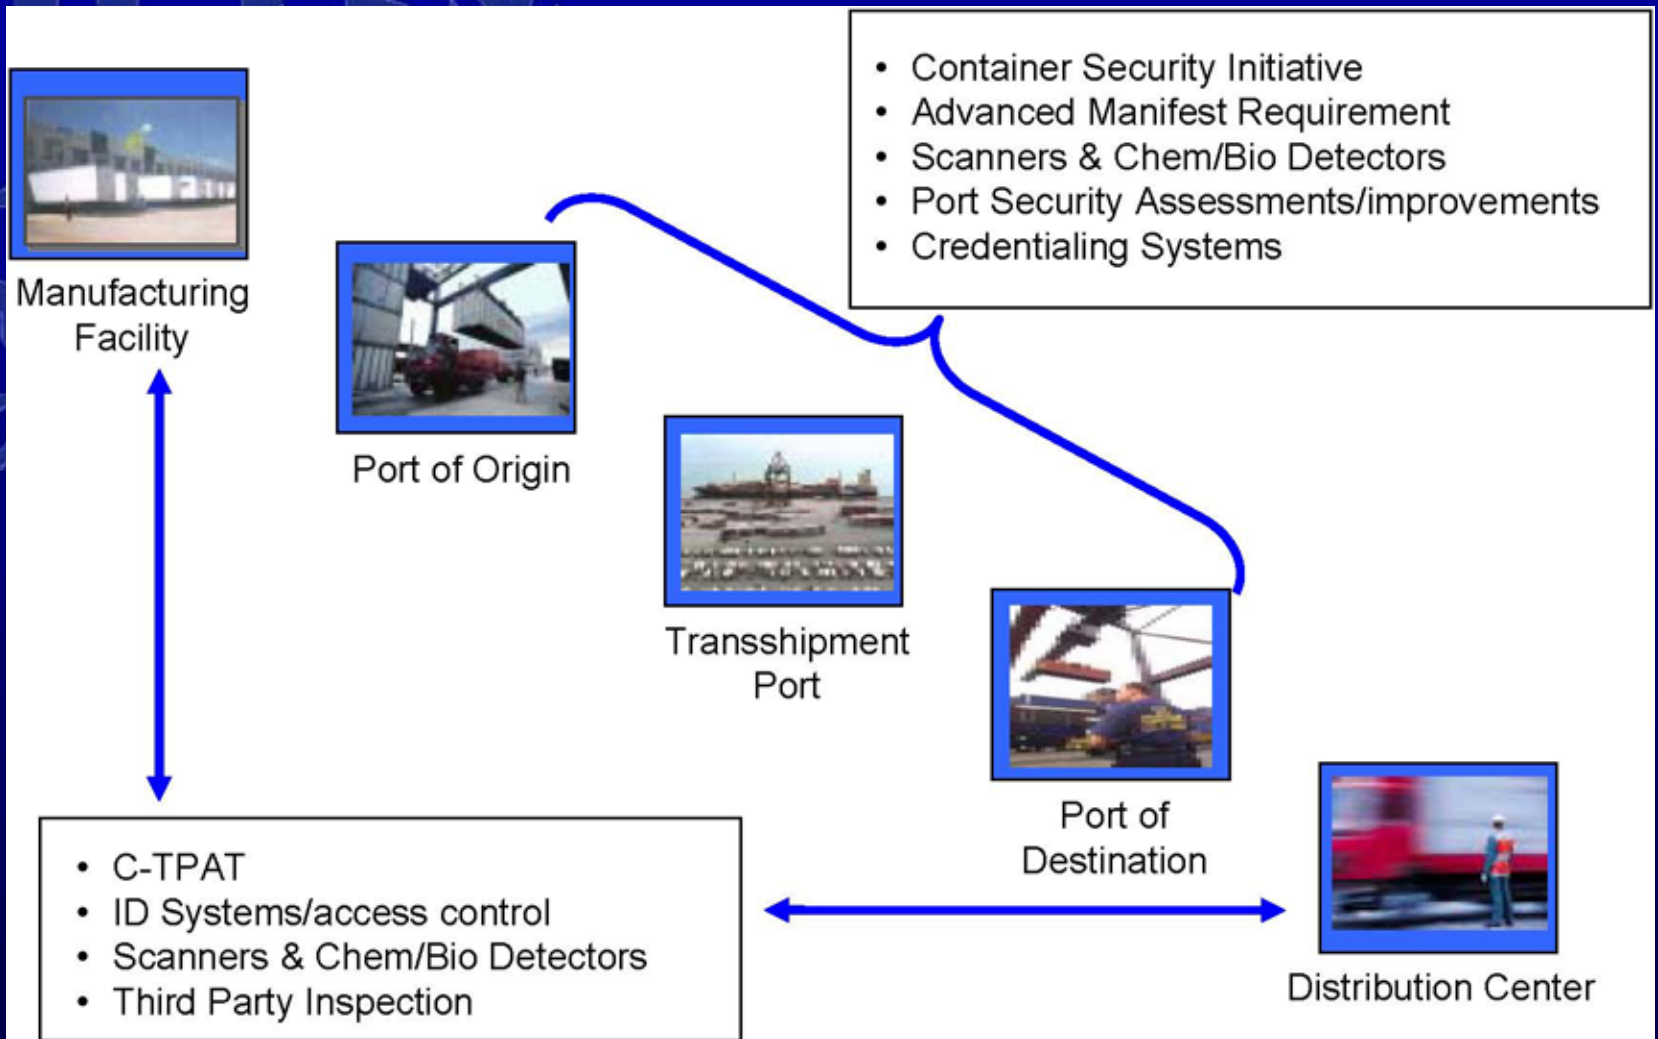 • Container Security Initiative
• Advanced Manifest Requirement
• Scanners & Chem/Bio Detectors
• Port Security Assessments/improvements
• Credentialing Systems
Manufacturing
Facility
Port of Origin
Transshipment
Port
Port of
Destination
Distribution Center
• C-TPAT
• ID Systems/access control
• Scanners & Chem/Bio Detectors
• Third Party Inspection